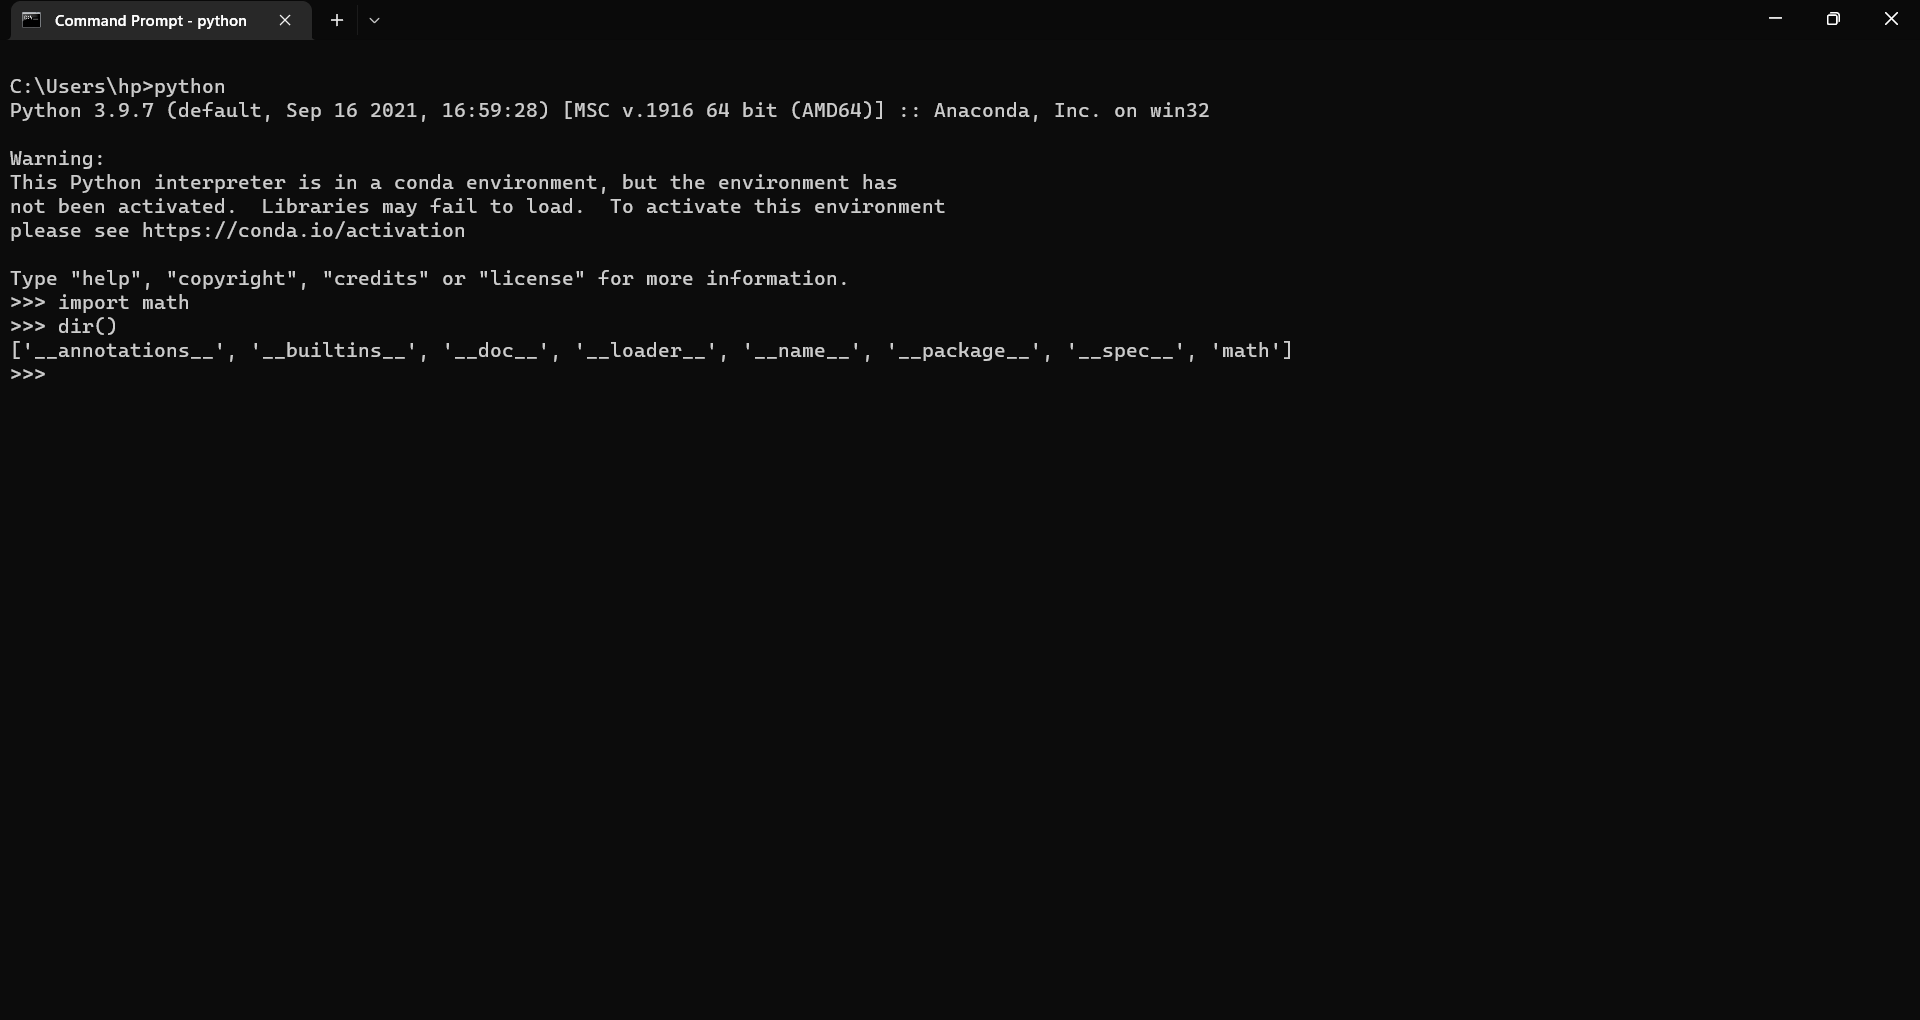 Command Prompt - python
C:\Users\hp>python
Python 3.9.7 (default, Sep 16 2021, 16:59:28) [MSC v.1916 64 bit (AMD64)] :: Anaconda, Inc. on win32
Warning:
This Python interpreter is in a conda environment, but the environment has
not been activated.  Libraries may fail to load.  To activate this environment
please see https://conda.io/activation
Type "help", "copyright", "credits" or "license" for more information.
>>> import math
>>> dir()
['__annotations__', '__builtins__', '__doc__', '__loader__', '__name__', '__package__', '__spec__', 'math']
>>>